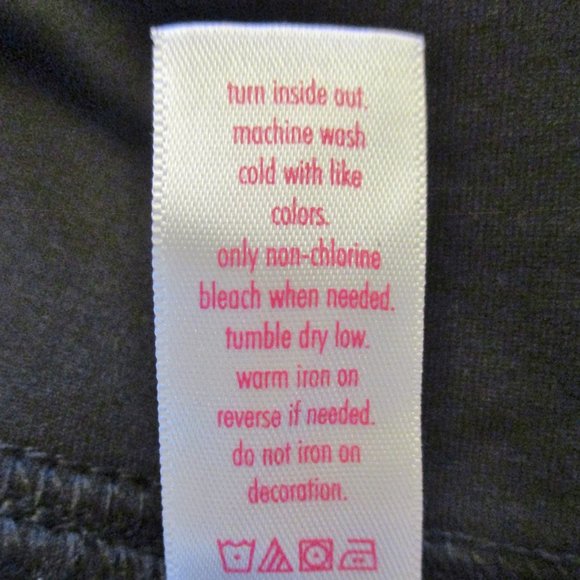 turn inside out.
machine wash
cold with like
colors.
only non-chlorine
bleach when needed.
tumble dry low.
warm iron on
reverse if needed.
do not iron on
decoration.